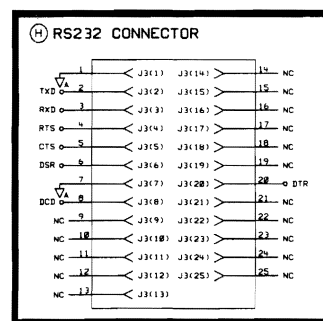 H RS232 CONNECTOR
1 J3(1) J3(14) 14 NC
A
TXD 2 J3(2) J3(15) 15 NC
RXD 3 J3(3) J3(16) 16 NC
RTS 4 J3(4) J3(17) 17 NC
CTS 5 J3(5) J3(18) 18 NC
DSR 6 J3(6) J3(19) 19 NC
7 J3(7) J3(20) 20 DTR
A
DCD 8 J3(8) J3(21) 21 NC
NC 9 J3(9) J3(22) 22 NC
NC 10 J3(10) J3(23) 23 NC
NC 11 J3(11) J3(24) 24 NC
NC 12 J3(12) J3(25) 25 NC
NC 13 J3(13)